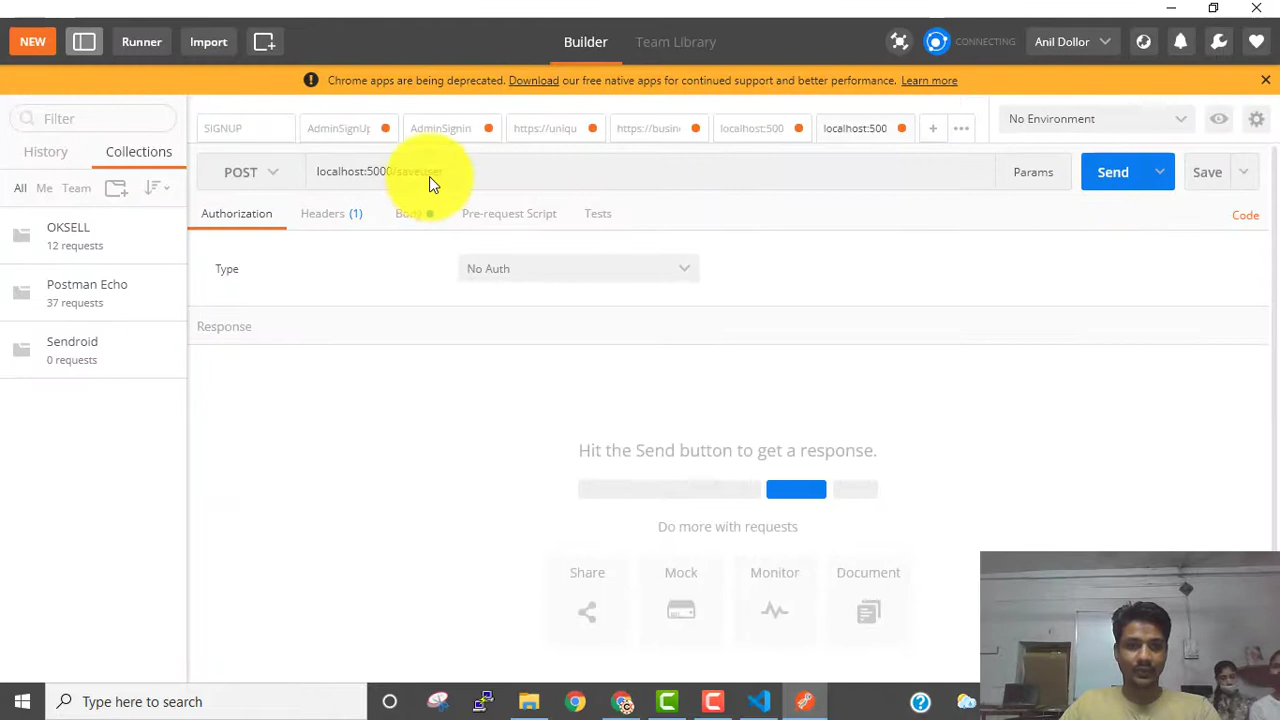 NEW
Runner
Import
Builder
Team Library
CONNECTING
Anil Dollor
Chrome apps are being deprecated. Download our free native apps for continued support and better performance. Learn more
Filter
SIGNUP
AdminSignUp
AdminSignin
https://uniqu
https://busin
localhost:500
localhost:500
No Environment
History
Collections
POST
localhost:5000/saveuser
Params
Send
Save
All
Me
Team
Authorization
Headers (1)
Body
Pre-request Script
Tests
Code
OKSELL
12 requests
Type
No Auth
Postman Echo
37 requests
Response
Sendroid
0 requests
Hit the Send button to get a response.
Do more with requests
Share
Mock
Monitor
Document
Type here to search